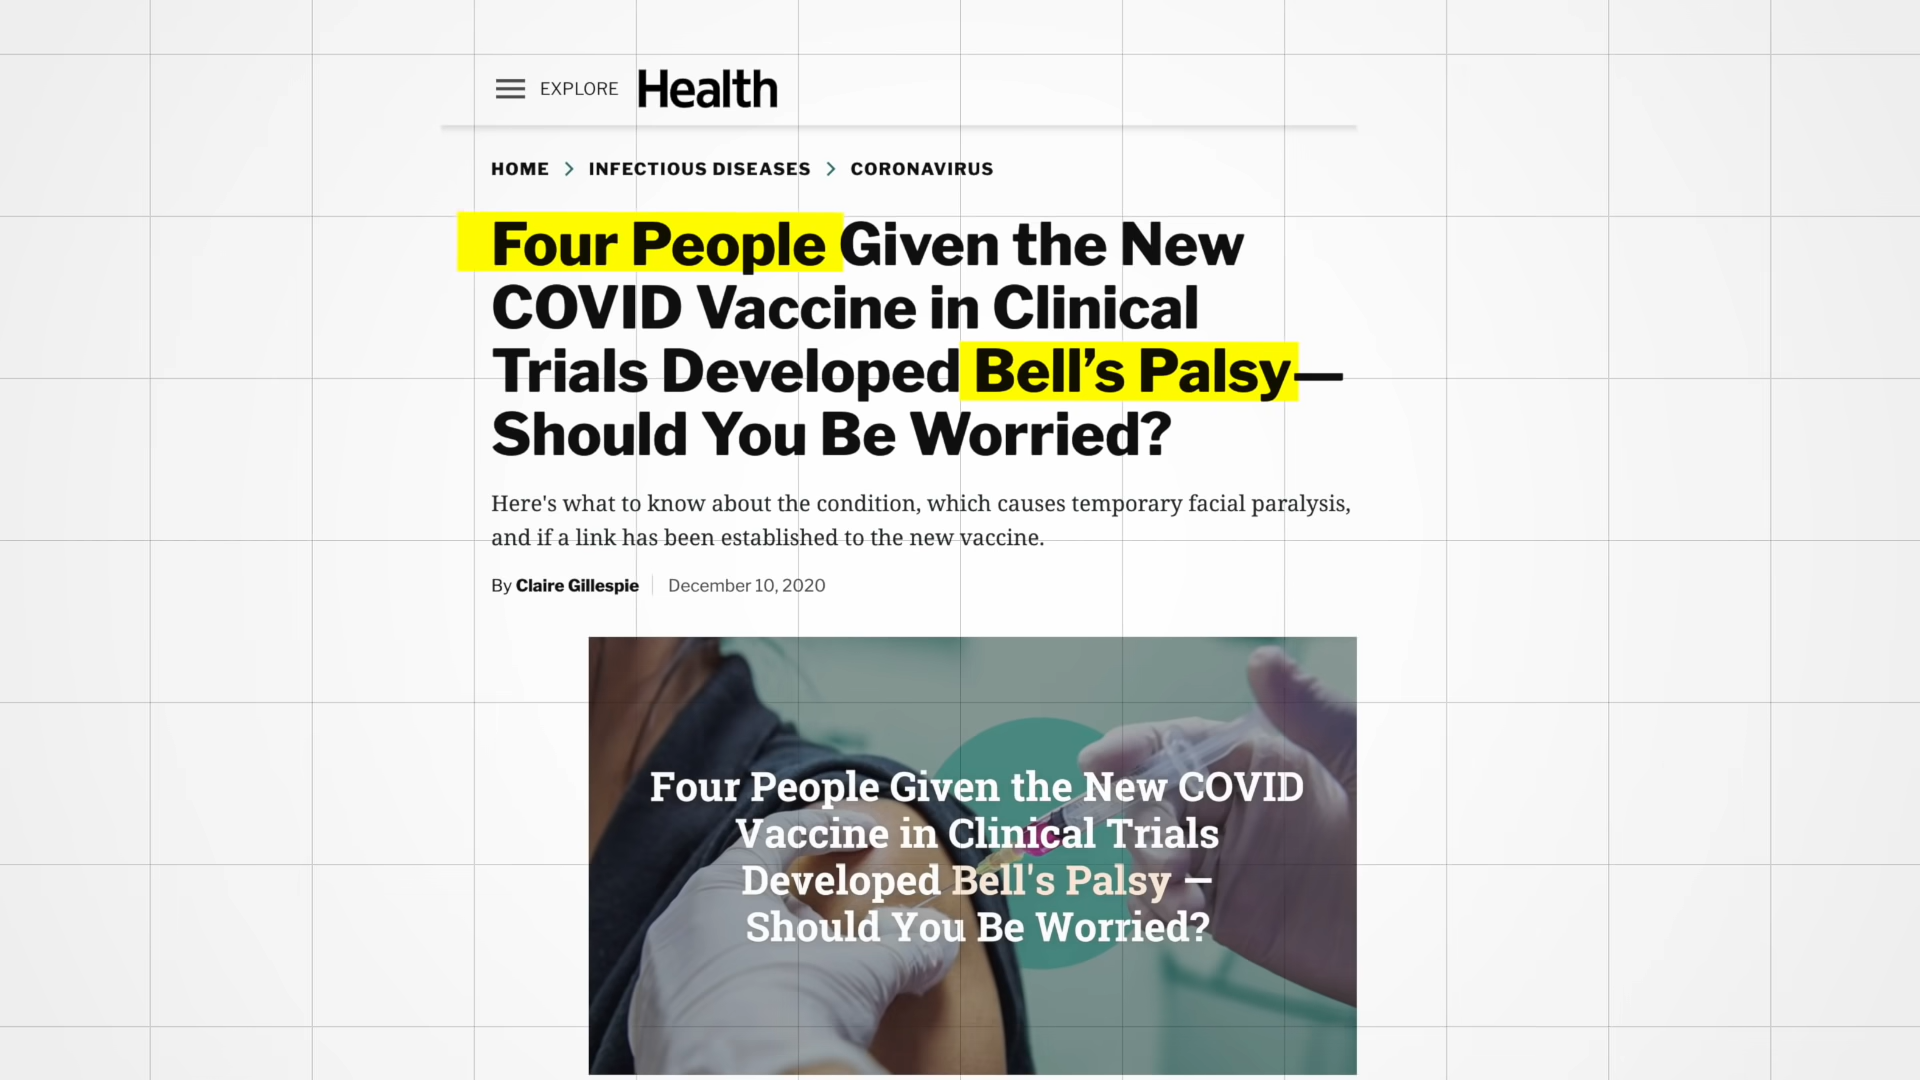 EXPLORE Health
HOME > INFECTIOUS DISEASES > CORONAVIRUS
Four People Given the New
COVID Vaccine in Clinical
Trials Developed Bell’s Palsy—
Should You Be Worried?
Here's what to know about the condition, which causes temporary facial paralysis,
and if a link has been established to the new vaccine.
By Claire Gillespie | December 10, 2020
Four People Given the New COVID
Vaccine in Clinical Trials
Developed Bell's Palsy —
Should You Be Worried?